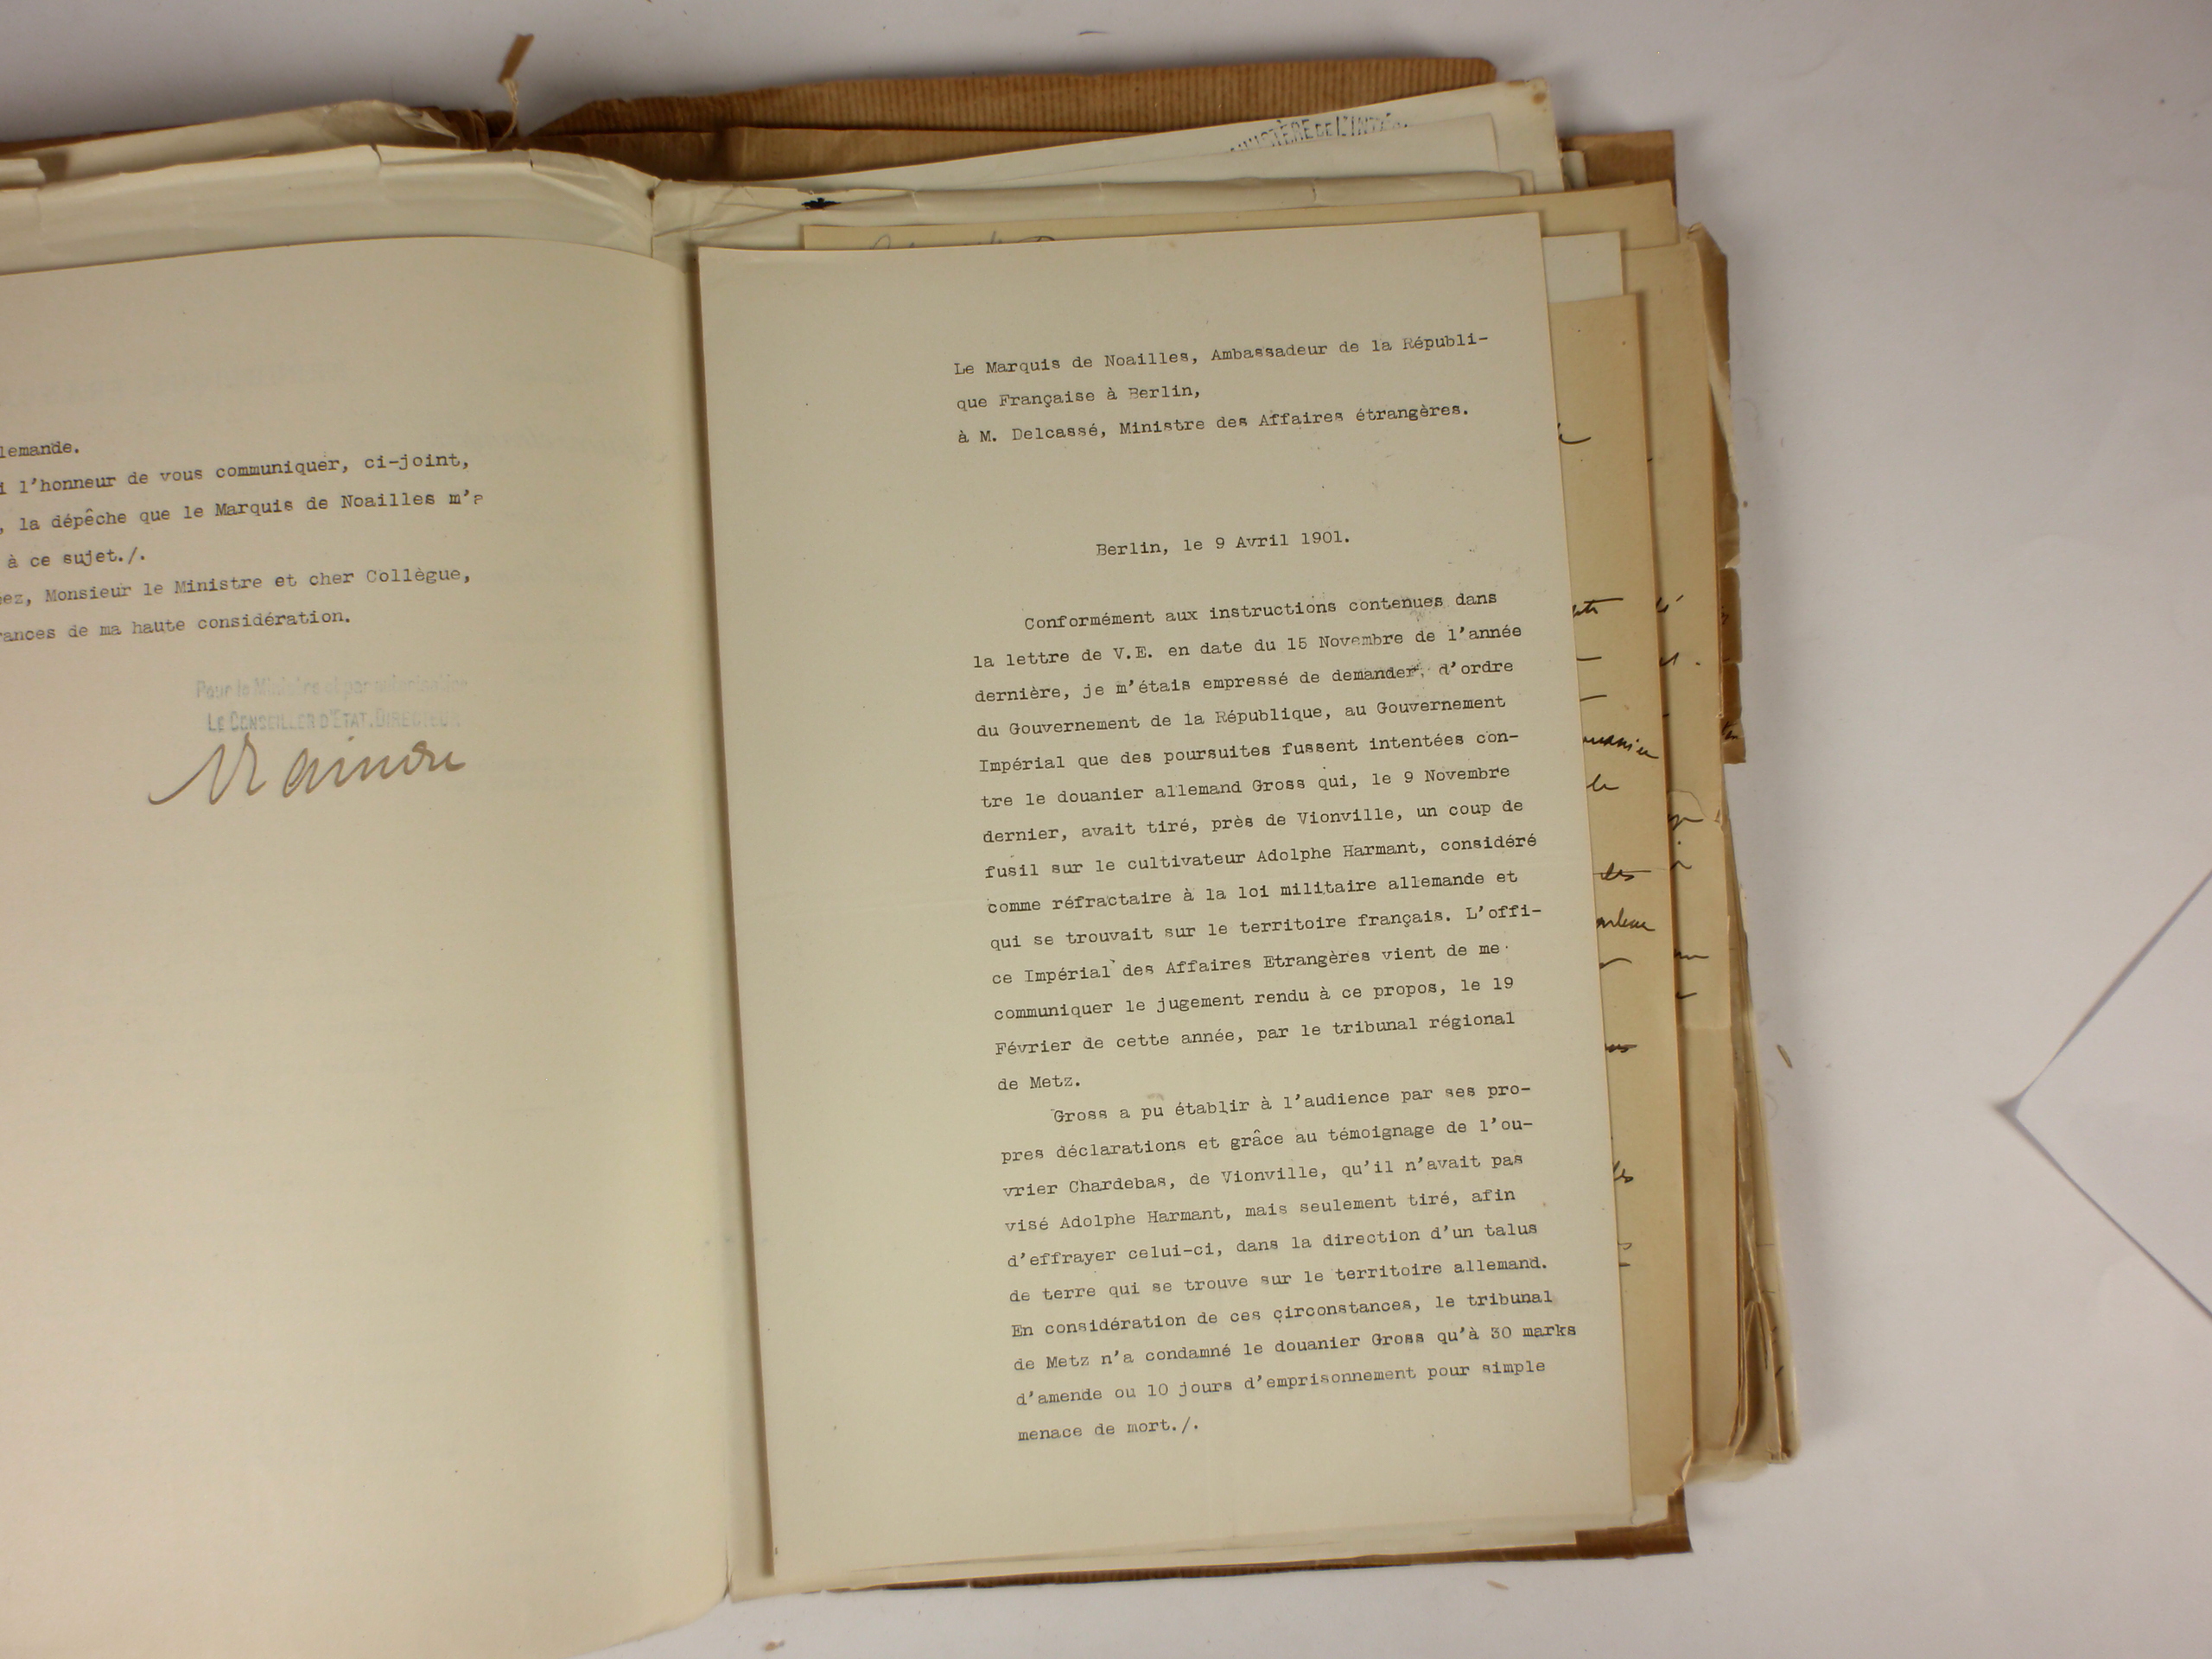 lemande.
i l'honneur de vous communiquer, ci-joint,
, la dépêche que le Marquis de Noailles m'a
à ce sujet./.
ez, Monsieur le Ministre et cher Collègue,
rances de ma haute considération.
Pour le Ministre et par autorisation
LE CONSEILLER D'ETAT, DIRECTEUR
MINISTÈRE DE L'INTÉ
Le Marquis de Noailles, Ambassadeur de la Républi-
que Française à Berlin,
à M. Delcassé, Ministre des Affaires étrangères.
Berlin, le 9 Avril 1901.
Conformément aux instructions contenues dans
la lettre de V.E. en date du 15 Novembre de l'année
dernière, je m'étais empressé de demander, d'ordre
du Gouvernement de la République, au Gouvernement
Impérial que des poursuites fussent intentées con-
tre le douanier allemand Gross qui, le 9 Novembre
dernier, avait tiré, près de Vionville, un coup de
fusil sur le cultivateur Adolphe Harmant, considéré
comme réfractaire à la loi militaire allemande et
qui se trouvait sur le territoire français. L'offi-
ce Impérial des Affaires Etrangères vient de me
communiquer le jugement rendu à ce propos, le 19
Février de cette année, par le tribunal régional
de Metz.
Gross a pu établir à l'audience par ses pro-
pres déclarations et grâce au témoignage de l'ou-
vrier Chardebas, de Vionville, qu'il n'avait pas
visé Adolphe Harmant, mais seulement tiré, afin
d'effrayer celui-ci, dans la direction d'un talus
de terre qui se trouve sur le territoire allemand.
En considération de ces circonstances, le tribunal
de Metz n'a condamné le douanier Gross qu'à 30 marks
d'amende ou 10 jours d'emprisonnement pour simple
menace de mort./.